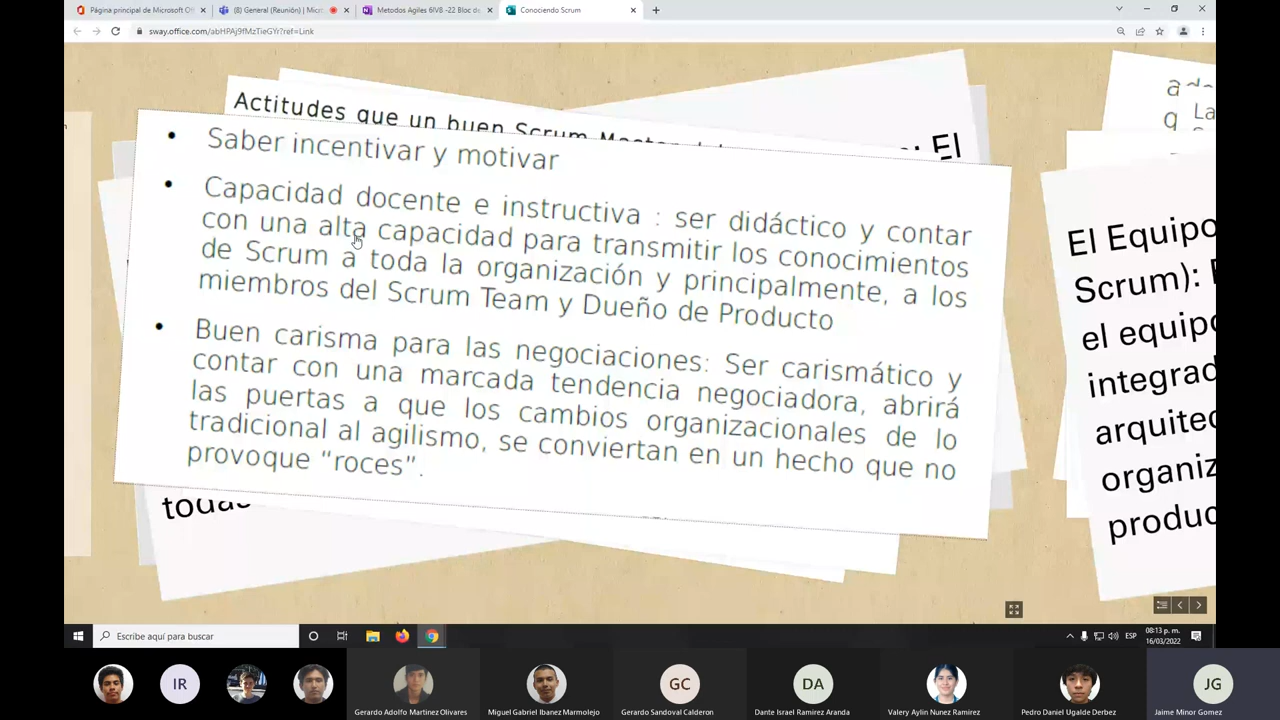 Página principal de Microsoft Of
(8) General (Reunión) | Micr
Metodos Agiles 6IVB -22 Bloc de
Conociendo Scrum
sway.office.com/abHPAj9fMzTieGYr?ref=Link
Actitudes que un buen Scrum Master
: El
• Saber incentivar y motivar
• Capacidad docente e instructiva : ser didáctico y contar
con una alta capacidad para transmitir los conocimientos
de Scrum a toda la organización y principalmente, a los
miembros del Scrum Team y Dueño de Producto
• Buen carisma para las negociaciones: Ser carismático y
contar con una marcada tendencia negociadora, abrirá
las puertas a que los cambios organizacionales de lo
tradicional al agilismo, se conviertan en un hecho que no
provoque “roces”.
todas
La
El Equipo
Scrum):
el equipo
integrad
arquitec
organiz
produc
Escribe aquí para buscar
ESP
08:13 p. m.
16/03/2022
IR
GC
DA
JG
Gerardo Adolfo Martinez Olivares
Miguel Gabriel Ibanez Marmolejo
Gerardo Sandoval Calderon
Dante Israel Ramirez Aranda
Valery Aylin Nunez Ramirez
Pedro Daniel Ugalde Derbez
Jaime Minor Gomez